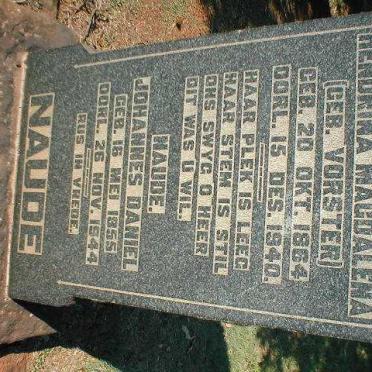 MAGDALENA
(GEB. VORSTER)
GEB. 20 OKT. 1864
OORL. 15 DES. 1940.
HAAR PLEK IS LEEG
HAAR STEM IS STIL
ONS SWYG O HEER
DIT WAS U WIL.
NAUDE.
JOHANNES DANIEL
GEB. 18 MEI 1855
OORL. 26 NOV. 1944
RUS IN VREDE.
NAUDE